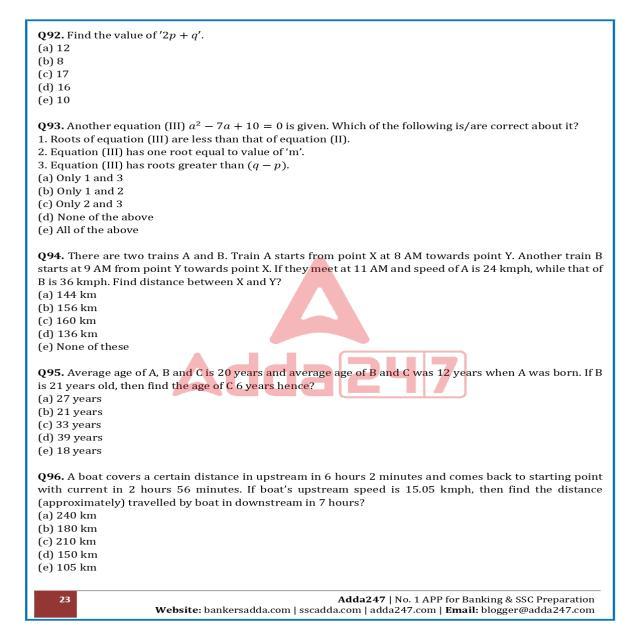 Q92. Find the value of '2p + q'.
(a) 12
(b) 8
(c) 17
(d) 16
(e) 10
Q93. Another equation (III) a² − 7a + 10 = 0 is given. Which of the following is/are correct about it?
1. Roots of equation (III) are less than that of equation (II).
2. Equation (III) has one root equal to value of 'm'.
3. Equation (III) has roots greater than (q − p).
(a) Only 1 and 3
(b) Only 1 and 2
(c) Only 2 and 3
(d) None of the above
(e) All of the above
Q94. There are two trains A and B. Train A starts from point X at 8 AM towards point Y. Another train B
starts at 9 AM from point Y towards point X. If they meet at 11 AM and speed of A is 24 kmph, while that of
B is 36 kmph. Find distance between X and Y?
(a) 144 km
(b) 156 km
(c) 160 km
(d) 136 km
(e) None of these
Adda247
Q95. Average age of A, B and C is 20 years and average age of B and C was 12 years when A was born. If B
is 21 years old, then find the age of C 6 years hence?
(a) 27 years
(b) 21 years
(c) 33 years
(d) 39 years
(e) 18 years
Q96. A boat covers a certain distance in upstream in 6 hours 2 minutes and comes back to starting point
with current in 2 hours 56 minutes. If boat's upstream speed is 15.05 kmph, then find the distance
(approximately) travelled by boat in downstream in 7 hours?
(a) 240 km
(b) 180 km
(c) 210 km
(d) 150 km
(e) 105 km
23
Adda247 | No. 1 APP for Banking & SSC Preparation
Website: bankersadda.com | sscadda.com | adda247.com | Email: blogger@adda247.com